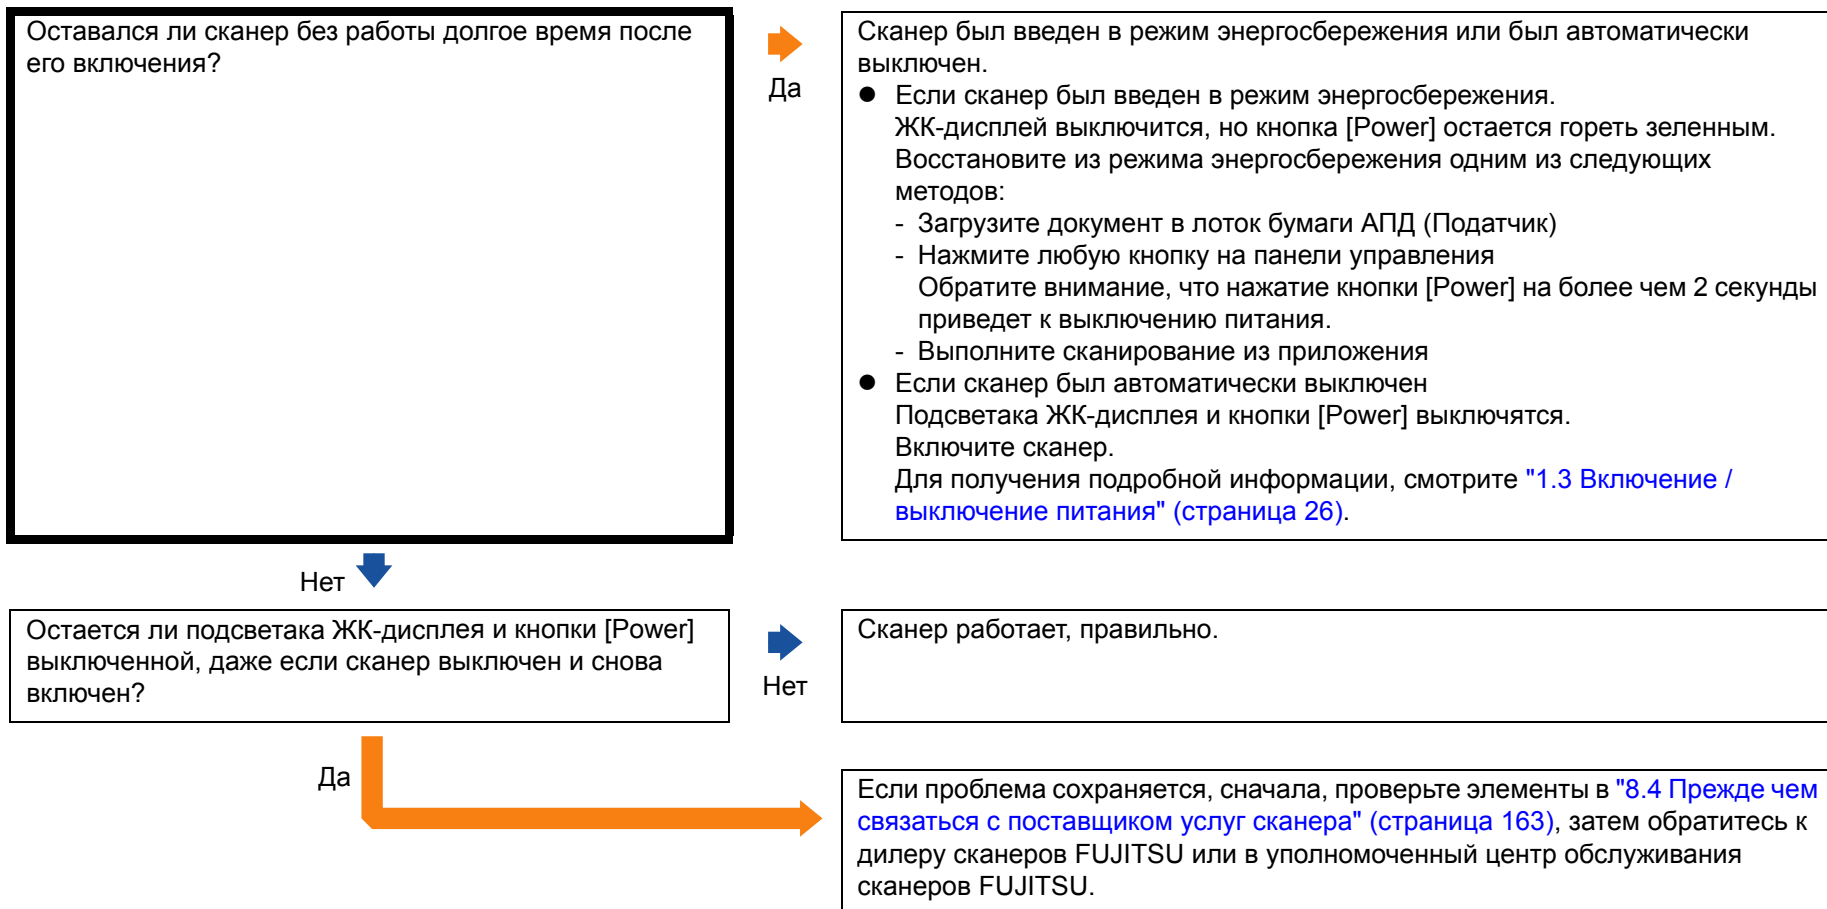 Оставался ли сканер без работы долгое время после
его включения?
Да
Сканер был введен в режим энергосбережения или был автоматически
выключен.
● Если сканер был введен в режим энергосбережения.
ЖК-дисплей выключится, но кнопка [Power] остается гореть зеленным.
Восстановите из режима энергосбережения одним из следующих
методов:
- Загрузите документ в лоток бумаги АПД (Податчик)
- Нажмите любую кнопку на панели управления
Обратите внимание, что нажатие кнопки [Power] на более чем 2 секунды
приведет к выключению питания.
- Выполните сканирование из приложения
● Если сканер был автоматически выключен
Подсветака ЖК-дисплея и кнопки [Power] выключятся.
Включите сканер.
Для получения подробной информации, смотрите "1.3 Включение /
выключение питания" (страница 26).
Нет
Остается ли подсветака ЖК-дисплея и кнопки [Power]
выключенной, даже если сканер выключен и снова
включен?
Нет
Сканер работает, правильно.
Да
Если проблема сохраняется, сначала, проверьте элементы в "8.4 Прежде чем
связаться с поставщиком услуг сканера" (страница 163), затем обратитесь к
дилеру сканеров FUJITSU или в уполномоченный центр обслуживания
сканеров FUJITSU.